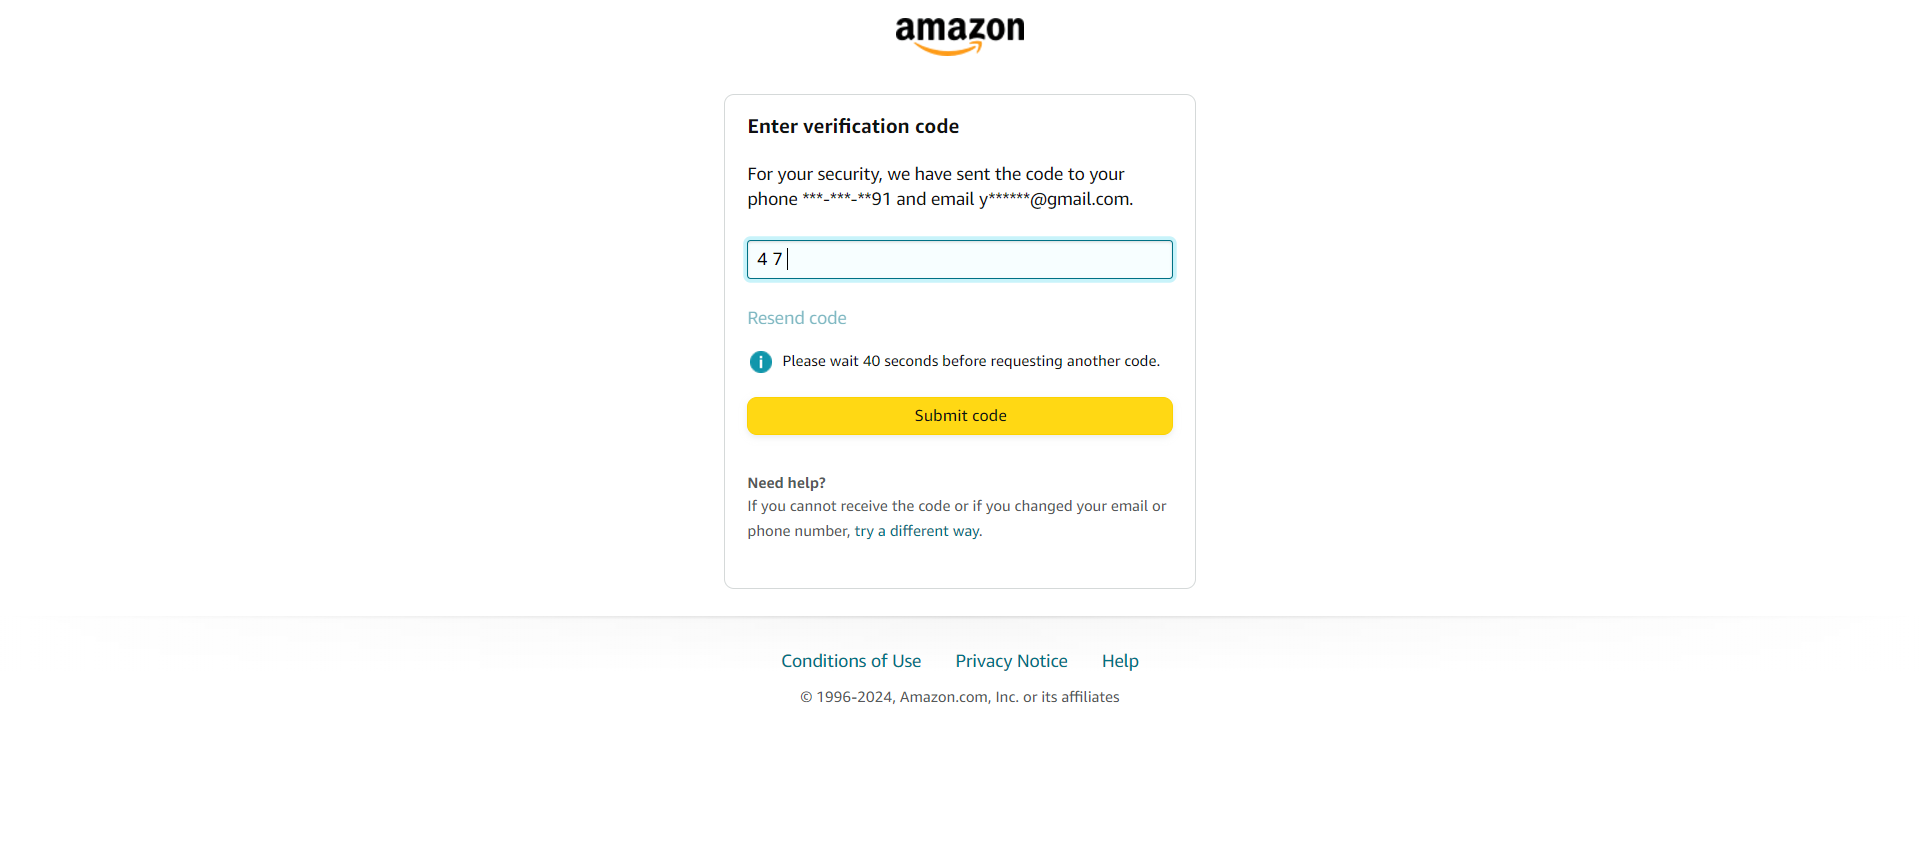 amazon
Enter verification code
For your security, we have sent the code to your
phone ***-***-**91 and email y******@gmail.com.
4 7
Resend code
i Please wait 40 seconds before requesting another code.
Submit code
Need help?
If you cannot receive the code or if you changed your email or
phone number, try a different way.
Conditions of Use Privacy Notice Help
© 1996-2024, Amazon.com, Inc. or its affiliates